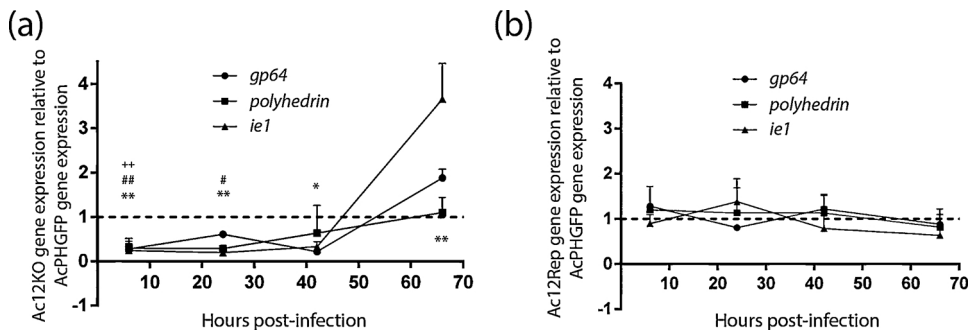 (a)
Ac12KO gene expression relative to
AcPHGFP gene expression
4
3
2
1
0
-1
gp64
polyhedrin
ie1
++
##
**
#
**
*
**
10 20 30 40 50 60 70
Hours post-infection
(b)
Ac12Rep gene expression relative to
AcPHGFP gene expression
4
3
2
1
0
-1
gp64
polyhedrin
ie1
10 20 30 40 50 60 70
Hours post-infection